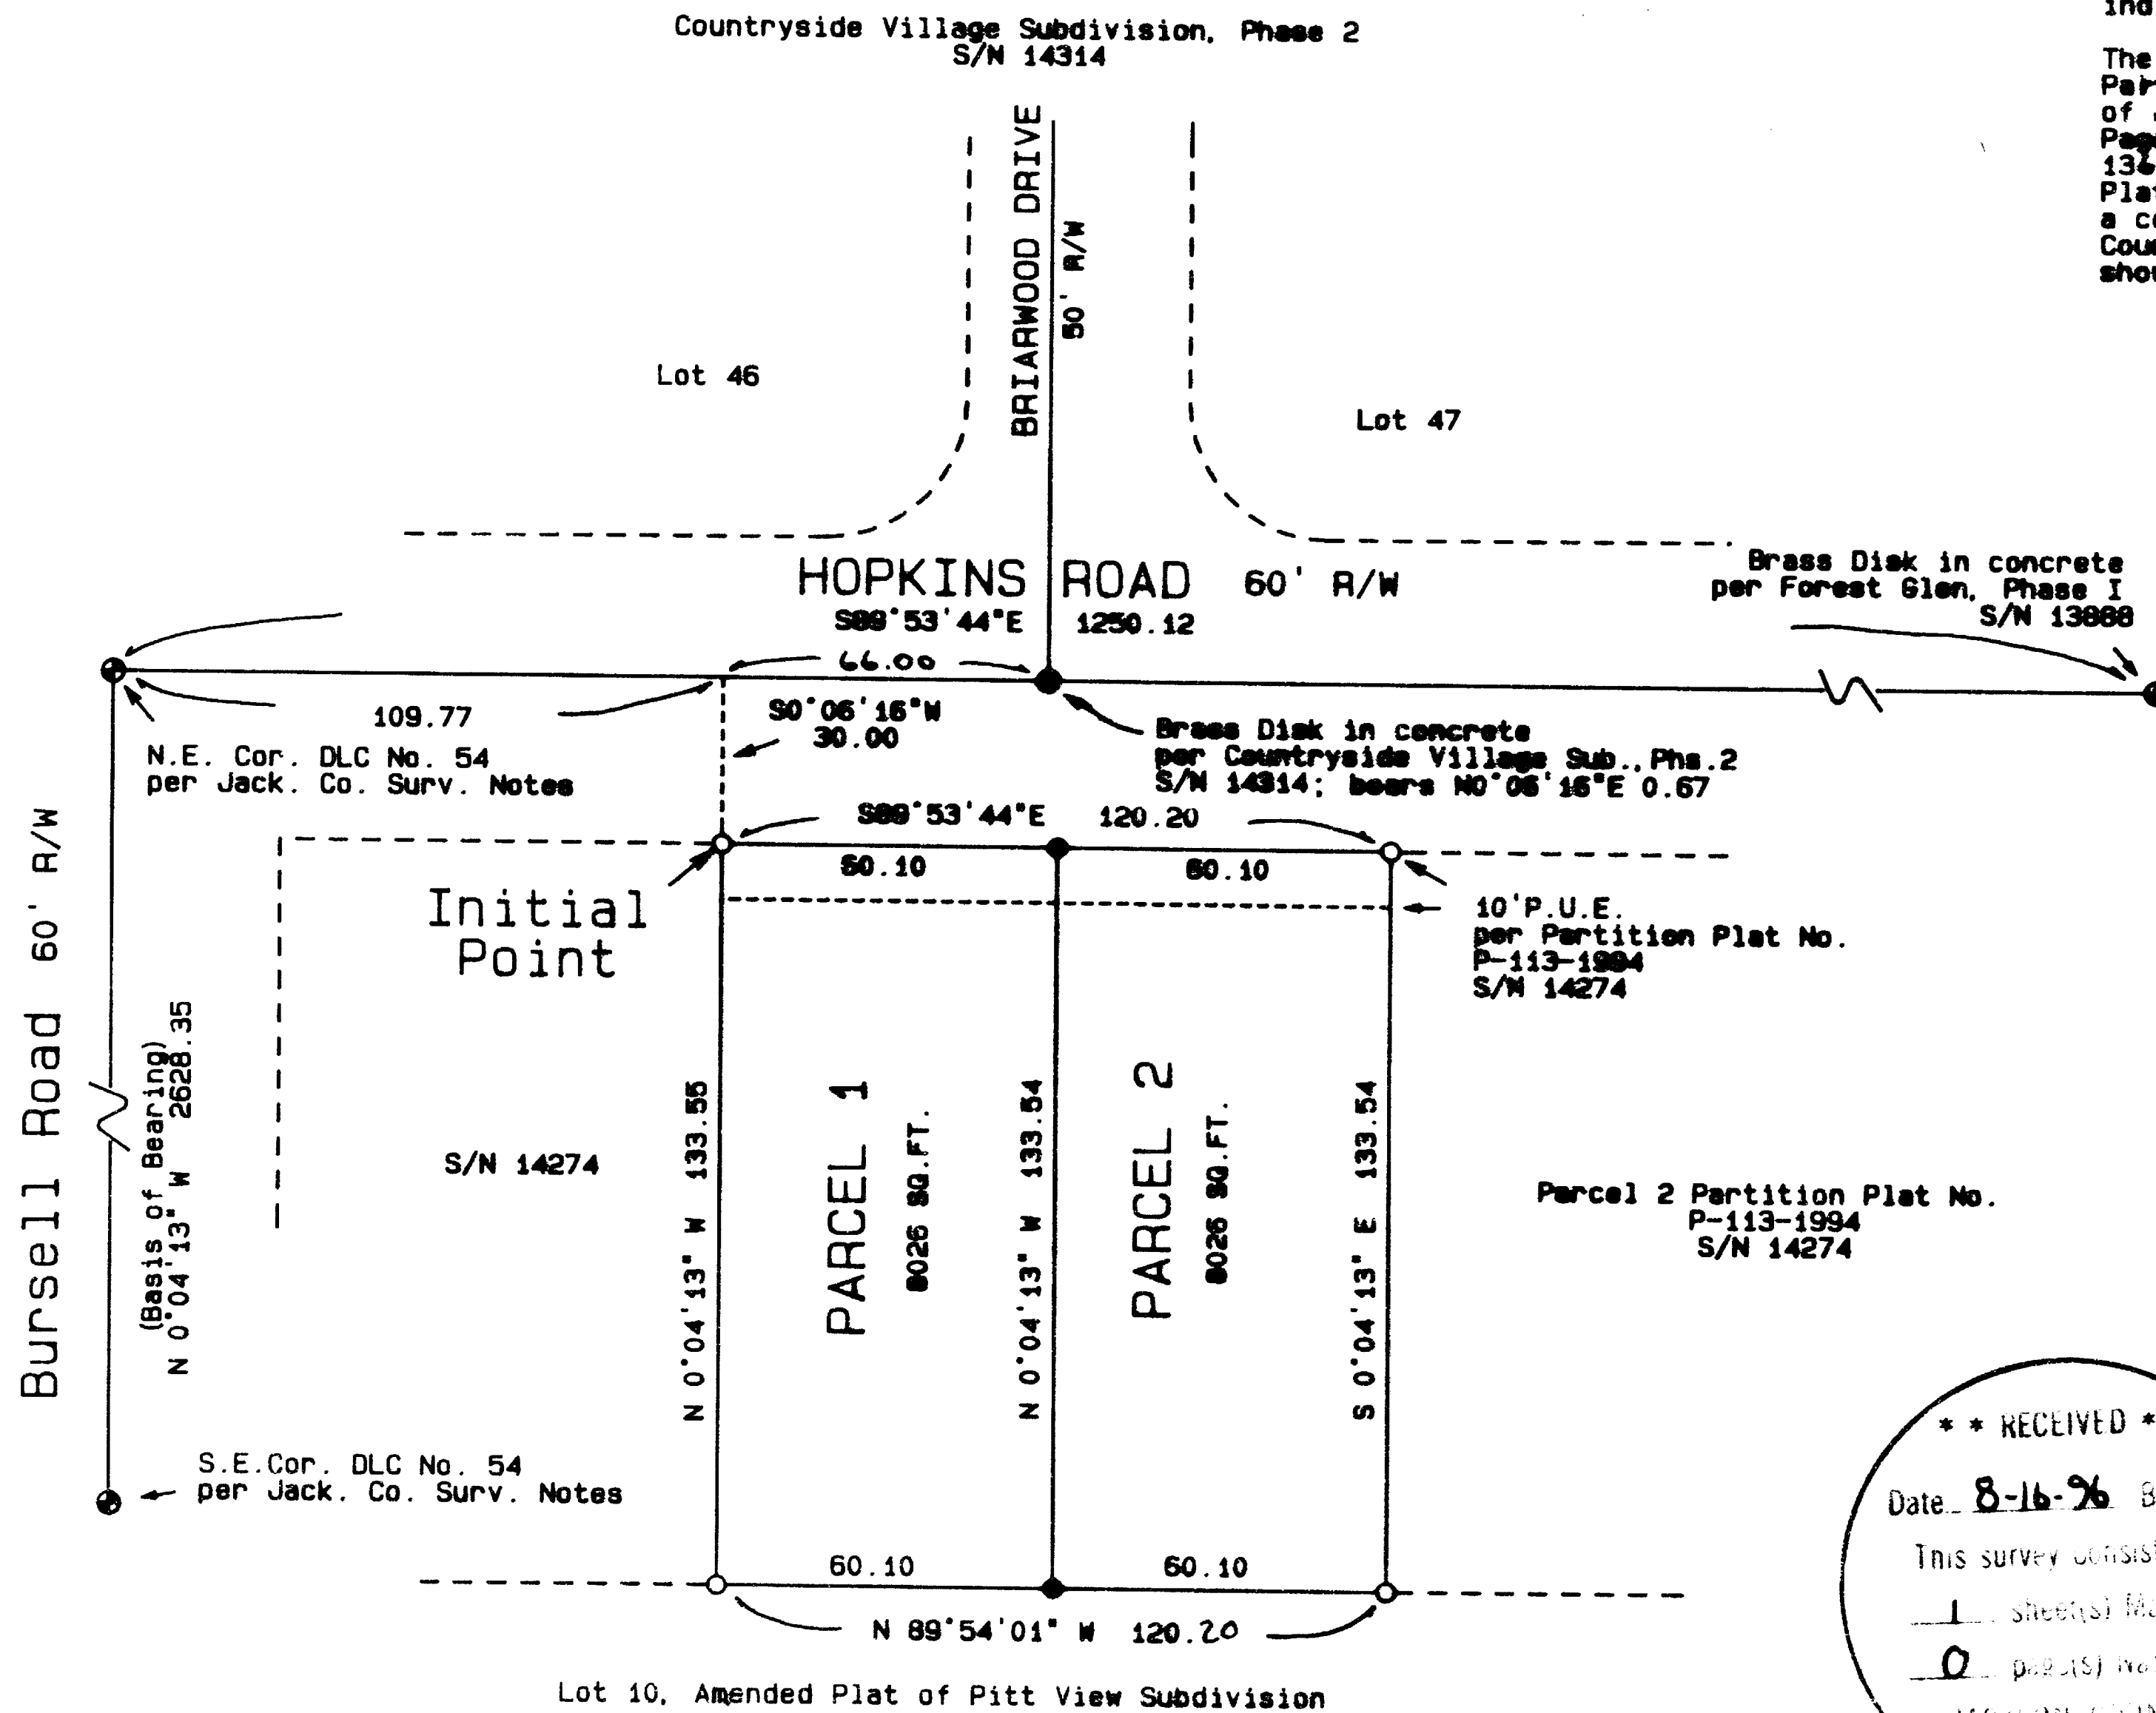 Countryside Village Subdivision, Phase 2
S/N 14314
The
of
a
BRIARWOOD DRIVE
50' R/W
Lot 46
Lot 47
HOPKINS ROAD 60' R/W
S89°53'44"E 1250.12
Brass Disk in concrete
per Forest Glen, Phase I
S/N 13888
66.00
109.77
S0°06'16"W
30.00
N.E. Cor. DLC No. 54
per Jack. Co. Surv. Notes
Brass Disk in concrete
per Countryside Village Sub., Phs.2
S/N 14314; bears N0°06'16"E 0.67
S89°53'44"E 120.20
60.10
60.10
Initial
Point
10'P.U.E.
per Partition Plat No.
P-113-1994
S/N 14274
Bursell Road 60' R/W
(Basis of Bearing)
N 0°04'13" W 2628.35
S/N 14274
N 0°04'13" W 133.55
PARCEL 1
8026 SQ.FT.
N 0°04'13" W 133.54
PARCEL 2
8026 SQ.FT.
S 0°04'13" E 133.54
Parcel 2 Partition Plat No.
P-113-1994
S/N 14274
S.E.Cor. DLC No. 54
per Jack. Co. Surv. Notes
60.10
60.10
N 89°54'01" W 120.20
Lot 10, Amended Plat of Pitt View Subdivision
* * RECEIVED *
Date 8-16-96 B
This survey consis
1 sheet(s) Ma
0 page(s) Na